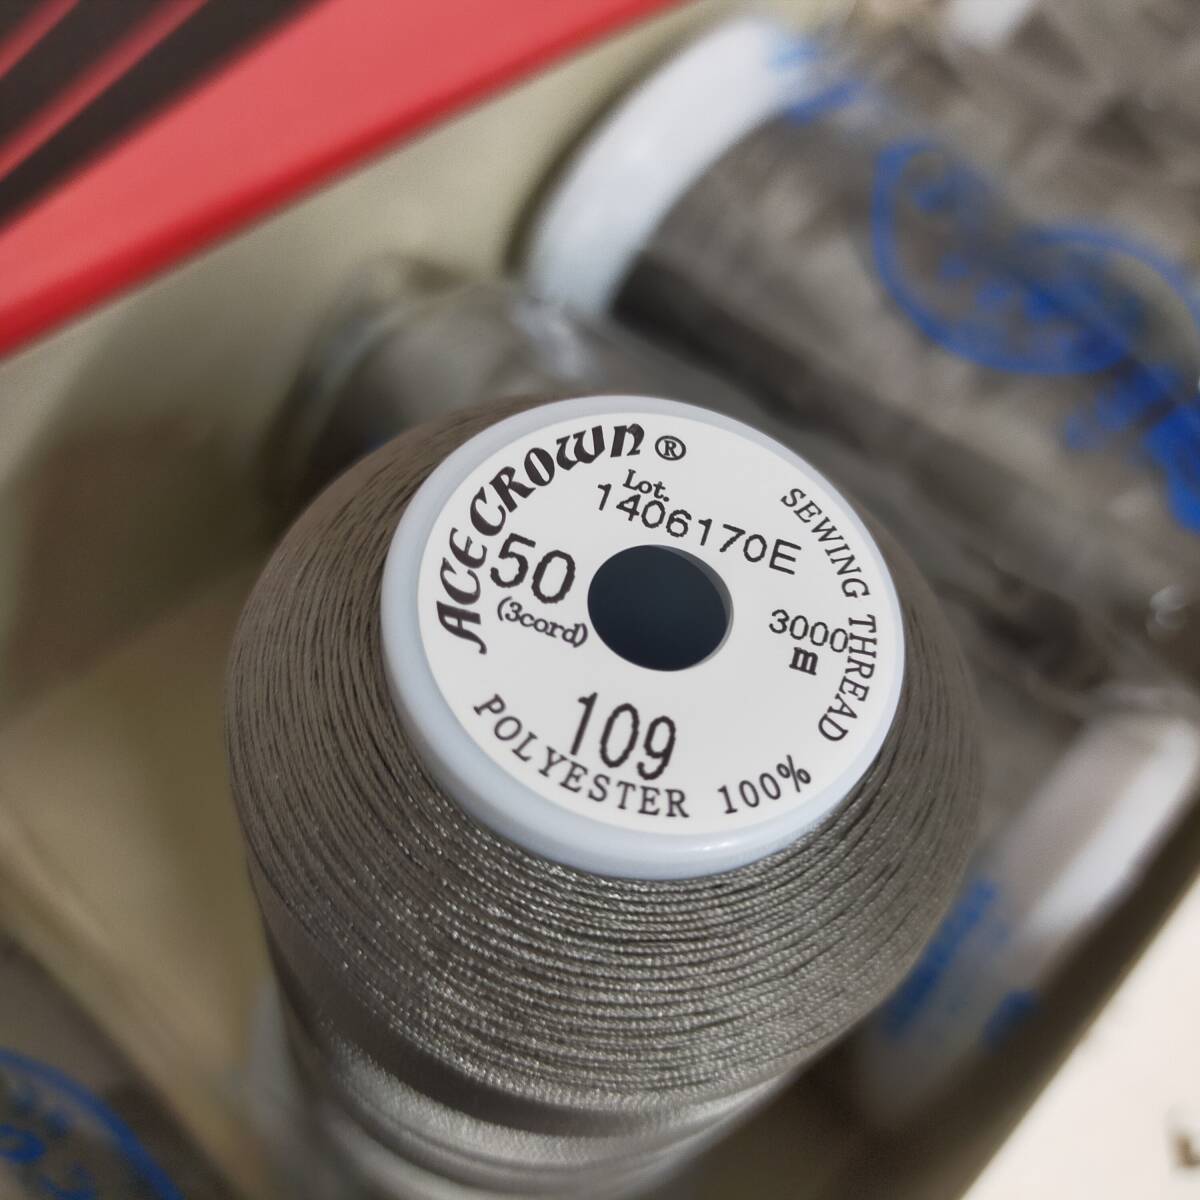 ACECROWN®
Lot.
1406170E
50
(3cord)
SEWING THREAD
3000
m
109
POLYESTER 100%